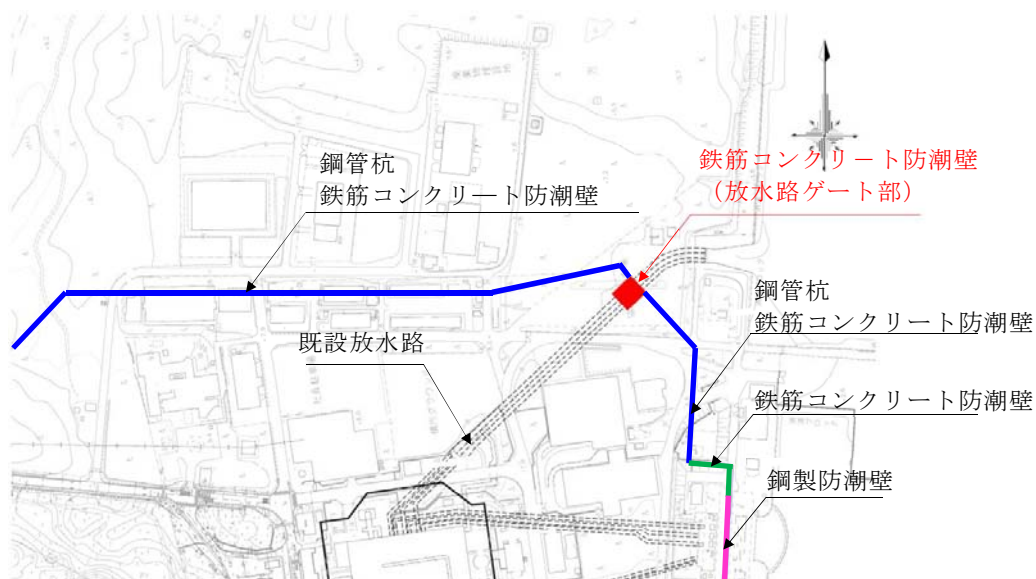 鋼管杭
鉄筋コンクリート防潮壁
鉄筋コンクリート防潮壁
（放水路ゲート部）
鋼管杭
鉄筋コンクリート防潮壁
既設放水路
鉄筋コンクリート防潮壁
鋼製防潮壁